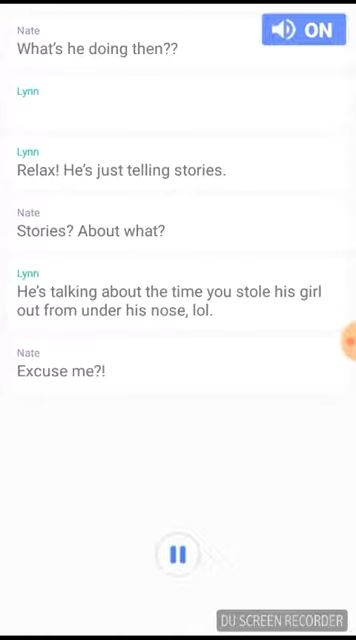 Nate
ON
What's he doing then??
Lynn
Lynn
Relax! He's just telling stories.
Nate
Stories? About what?
Lynn
He's talking about the time you stole his girl
out from under his nose, lol.
Nate
Excuse me?!
DU SCREEN RECORDER